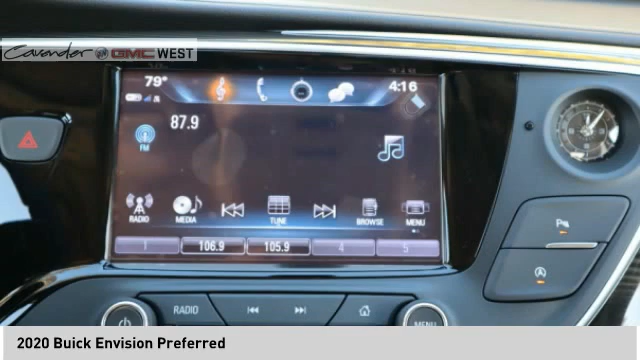 Cavender GMC WEST
79° 4:16
87.9
FM
RADIO MEDIA TUNE BROWSE MENU
1 106.9 105.9 4 5
RADIO
MENU
2020 Buick Envision Preferred